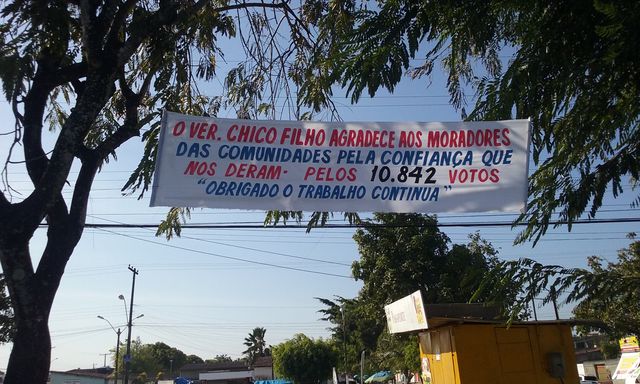 O VER. CHICO FILHO AGRADECE AOS MORADORES
DAS COMUNIDADES PELA CONFIANÇA QUE
NOS DERAM· PELOS 10.842 VOTOS
"OBRIGADO O TRABALHO CONTINUA"